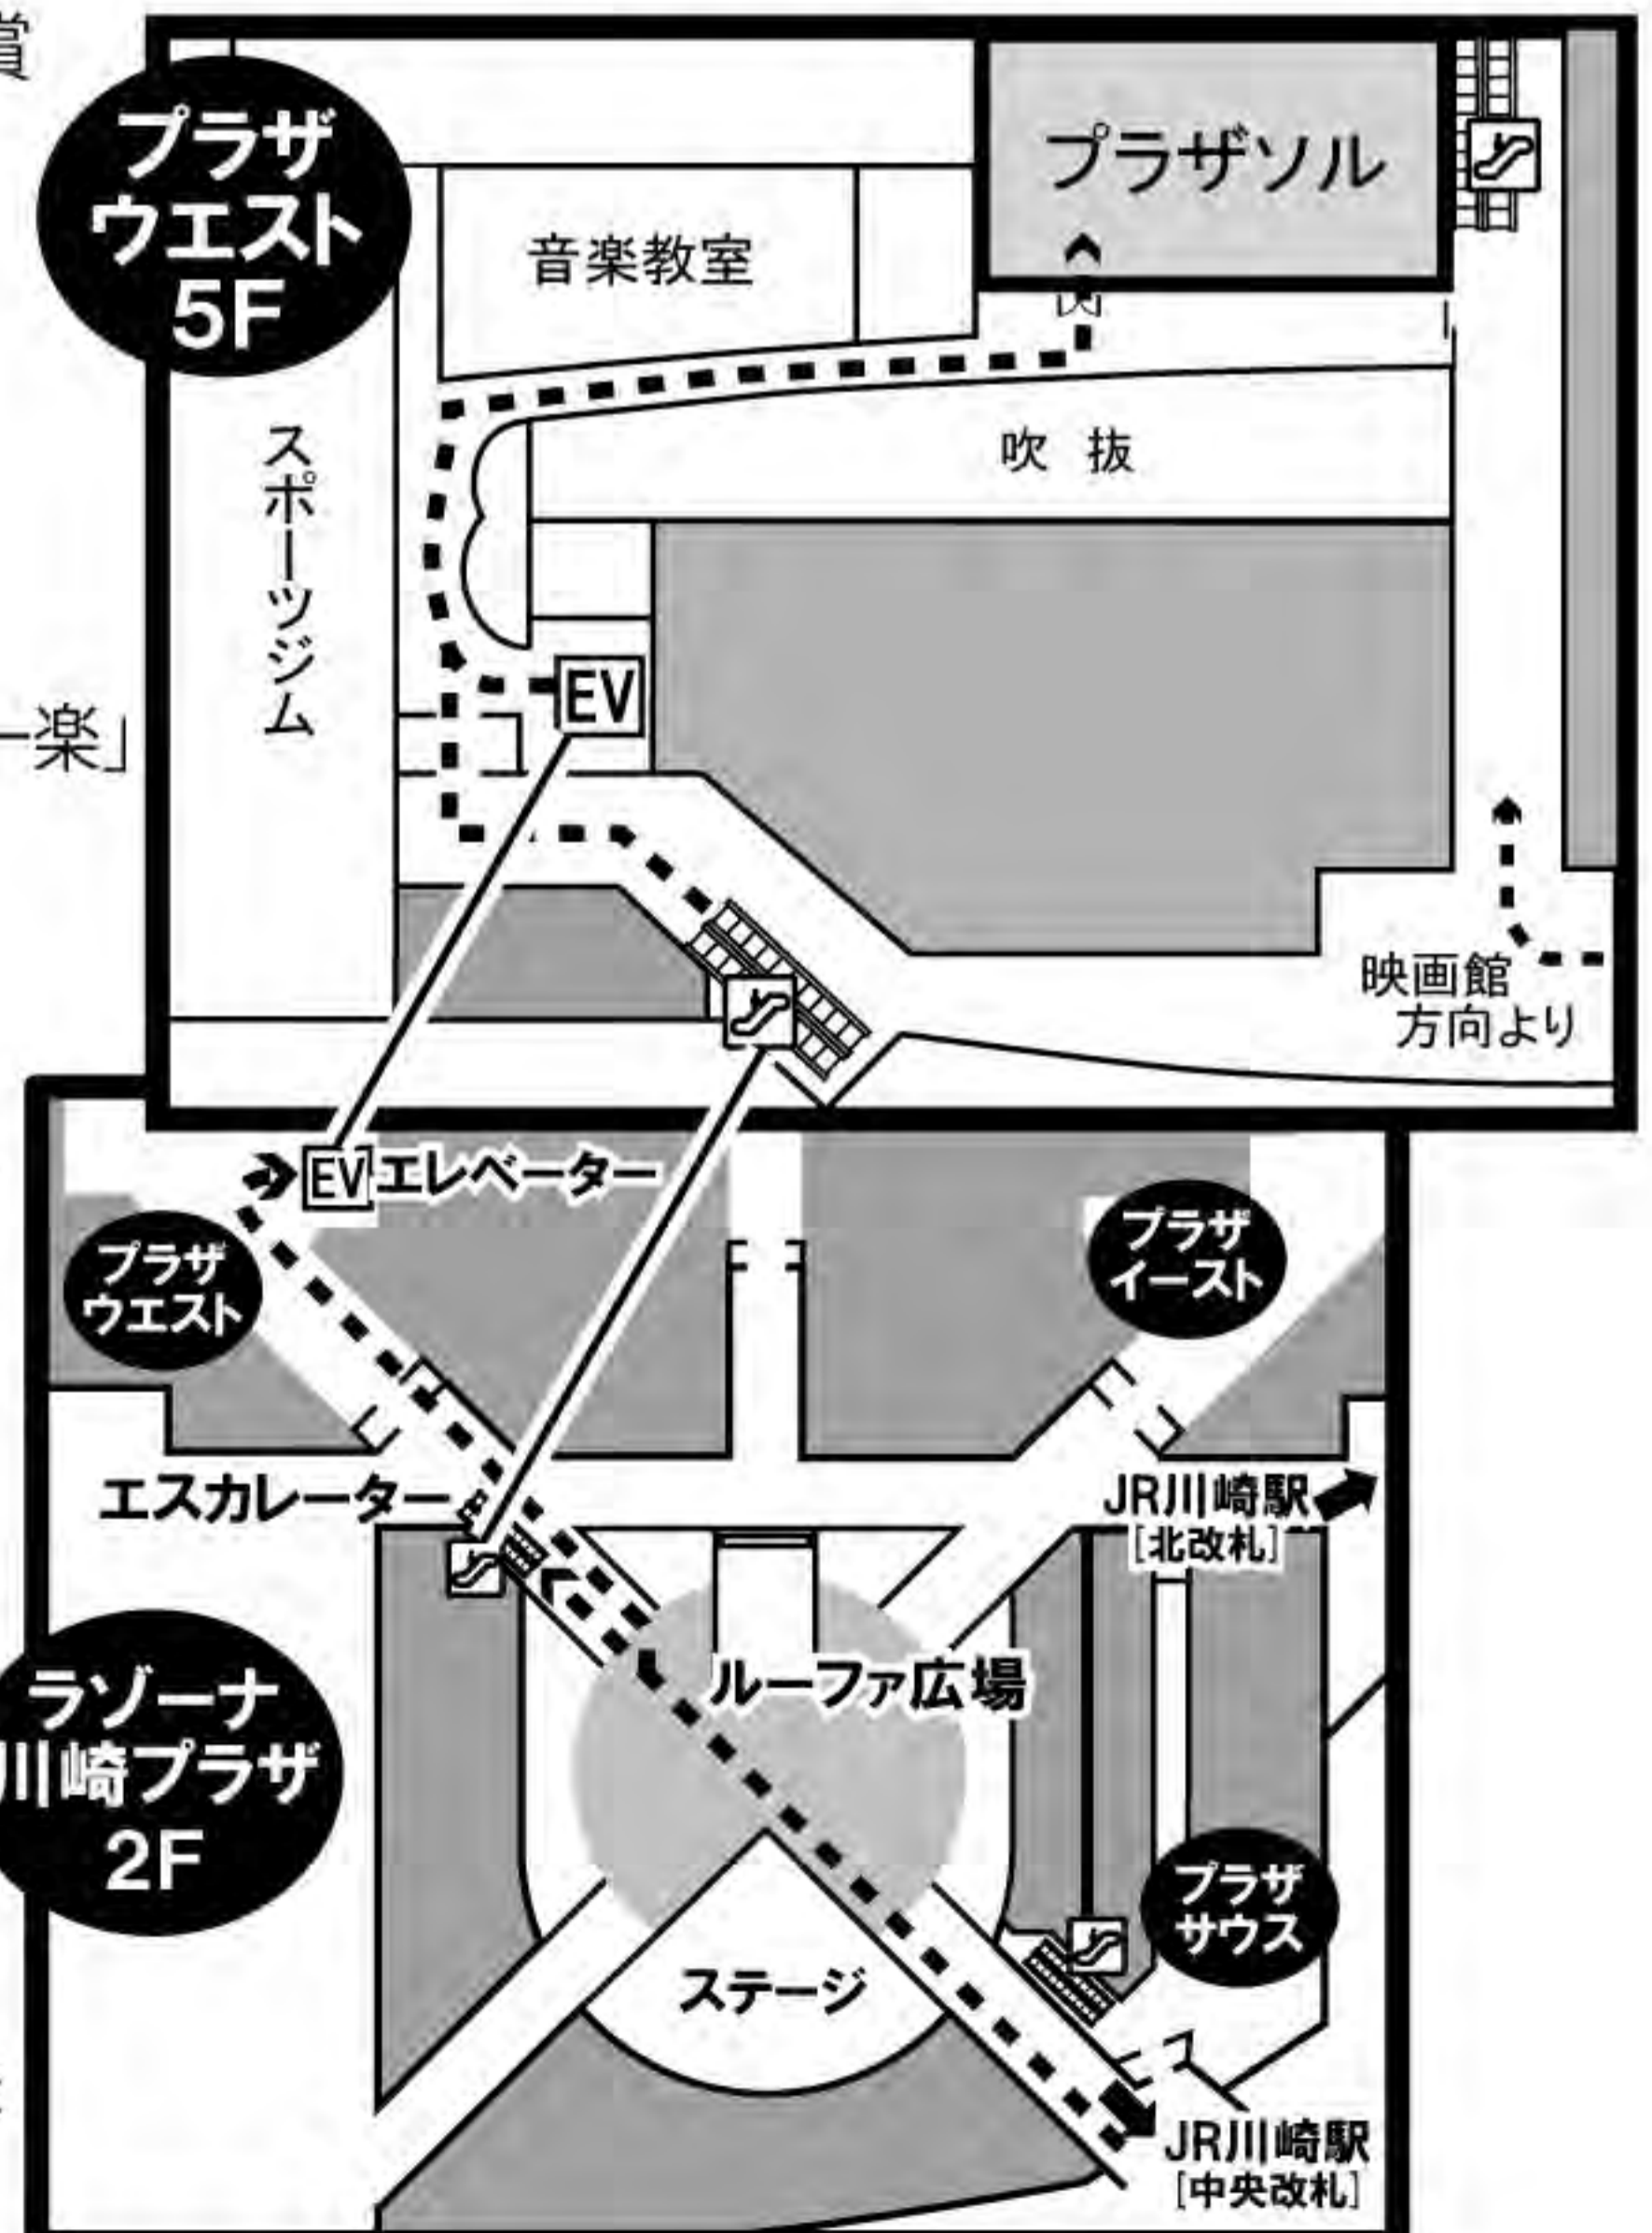 賞
プラザ
ウエスト
5F
プラザソル
音楽教室
吹 抜
スポーツジム
楽」
EV
映画館
方向より
EV エレベーター
プラザ
ウエスト
プラザ
イースト
エスカレーター
JR川崎駅
[北改札]
ルーファ広場
ラゾーナ
川崎プラザ
2F
プラザ
サウス
ステージ
JR川崎駅
[中央改札]